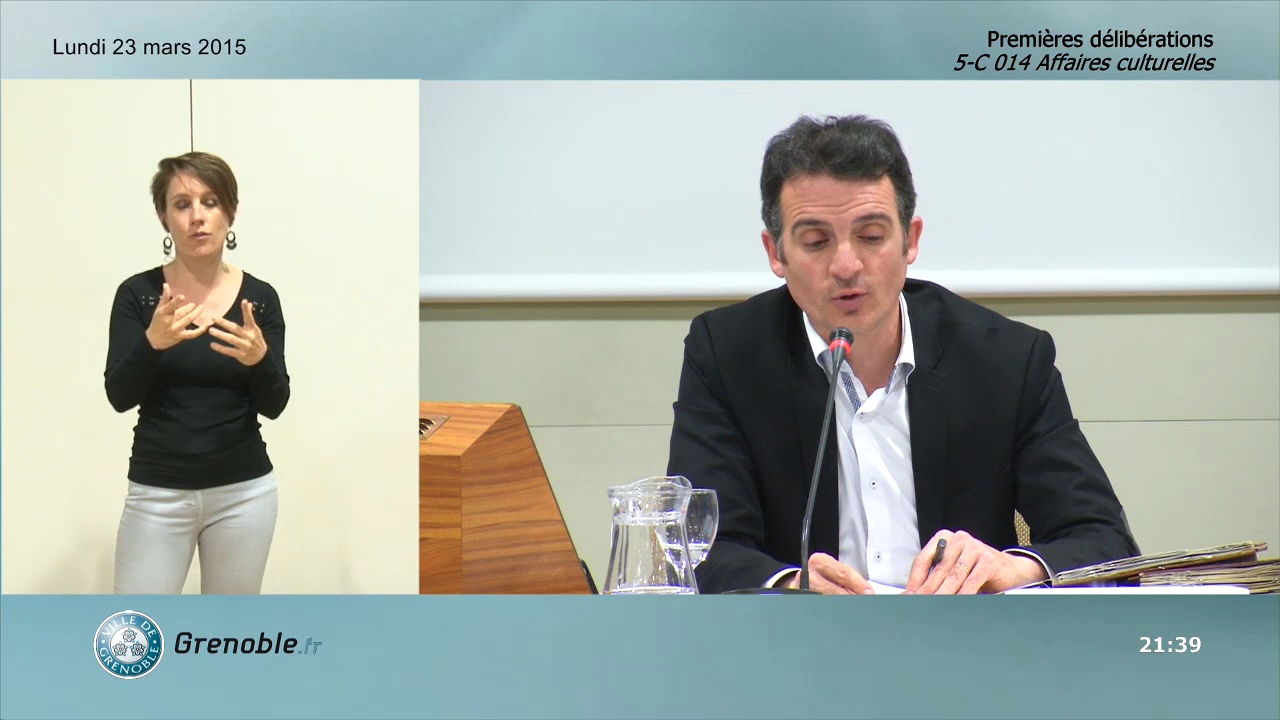 Lundi 23 mars 2015
Premières délibérations
5-C 014 Affaires culturelles
VILLE DE GRENOBLE
Grenoble.fr
21:39